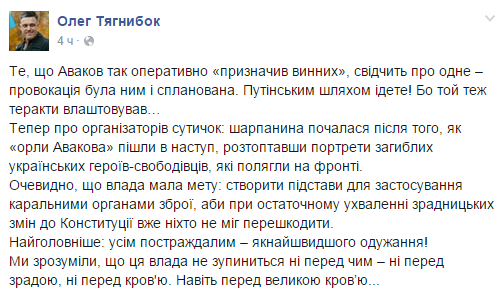 Олег Тягнибок
4 ч ·
Те, що Аваков так оперативно «призначив винних», свідчить про одне –
провокація була ним і спланована. Путінським шляхом ідете! Бо той теж
теракти влаштовував…
Тепер про організаторів сутичок: шарпанина почалася після того, як
«орли Авакова» пішли в наступ, розтоптавши портрети загиблих
українських героїв-свободівців, які полягли на фронті.
Очевидно, що влада мала мету: створити підстави для застосування
каральними органами зброї, аби при остаточному ухваленні зрадницьких
змін до Конституції вже ніхто не міг перешкодити.
Найголовніше: усім постраждалим – якнайшвидшого одужання!
Ми зрозуміли, що ця влада не зупиниться ні перед чим – ні перед
зрадою, ні перед кров'ю. Навіть перед великою кров'ю…